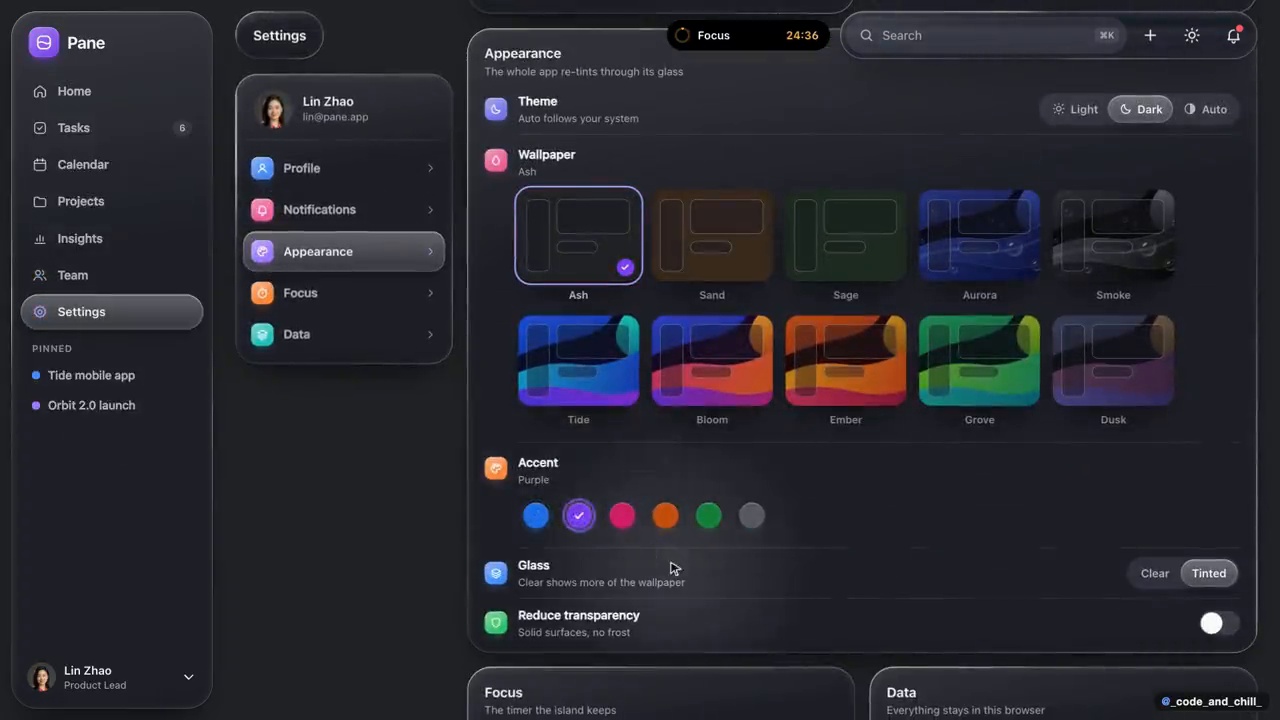 Pane
Home
Tasks 6
Calendar
Projects
Insights
Team
Settings
PINNED
Tide mobile app
Orbit 2.0 launch
Lin Zhao
Product Lead
Settings
Lin Zhao
lin@pane.app
Profile
Notifications
Appearance
Focus
Data
Focus 24:36
Search ⌘K
Appearance
The whole app re-tints through its glass
Theme
Auto follows your system
Light Dark Auto
Wallpaper
Ash
Ash Sand Sage Aurora Smoke
Tide Bloom Ember Grove Dusk
Accent
Purple
Glass
Clear shows more of the wallpaper
Clear Tinted
Reduce transparency
Solid surfaces, no frost
Focus
The timer the island keeps
Data
Everything stays in this browser
@_code_and_chill_